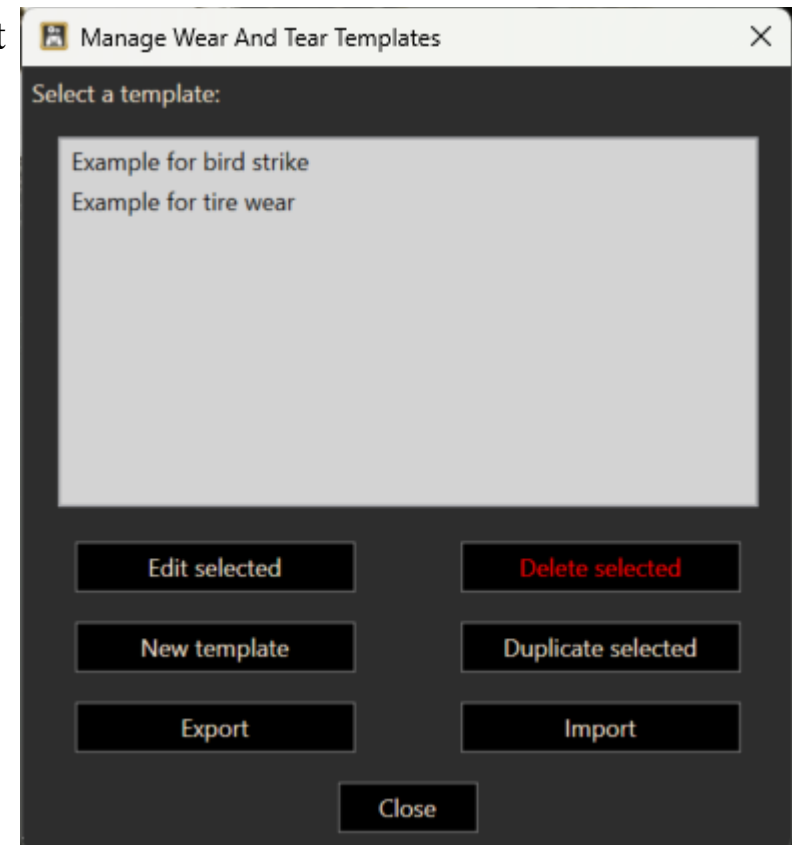 Manage Wear And Tear Templates
Select a template:
Example for bird strike
Example for tire wear
Edit selected
Delete selected
New template
Duplicate selected
Export
Import
Close